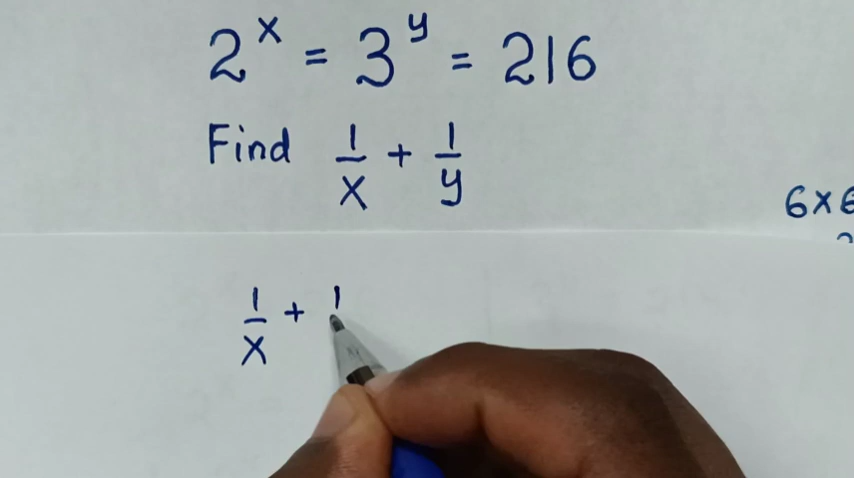 2^x = 3^y = 216
Find 1/x + 1/y
6×6
1/x + 1